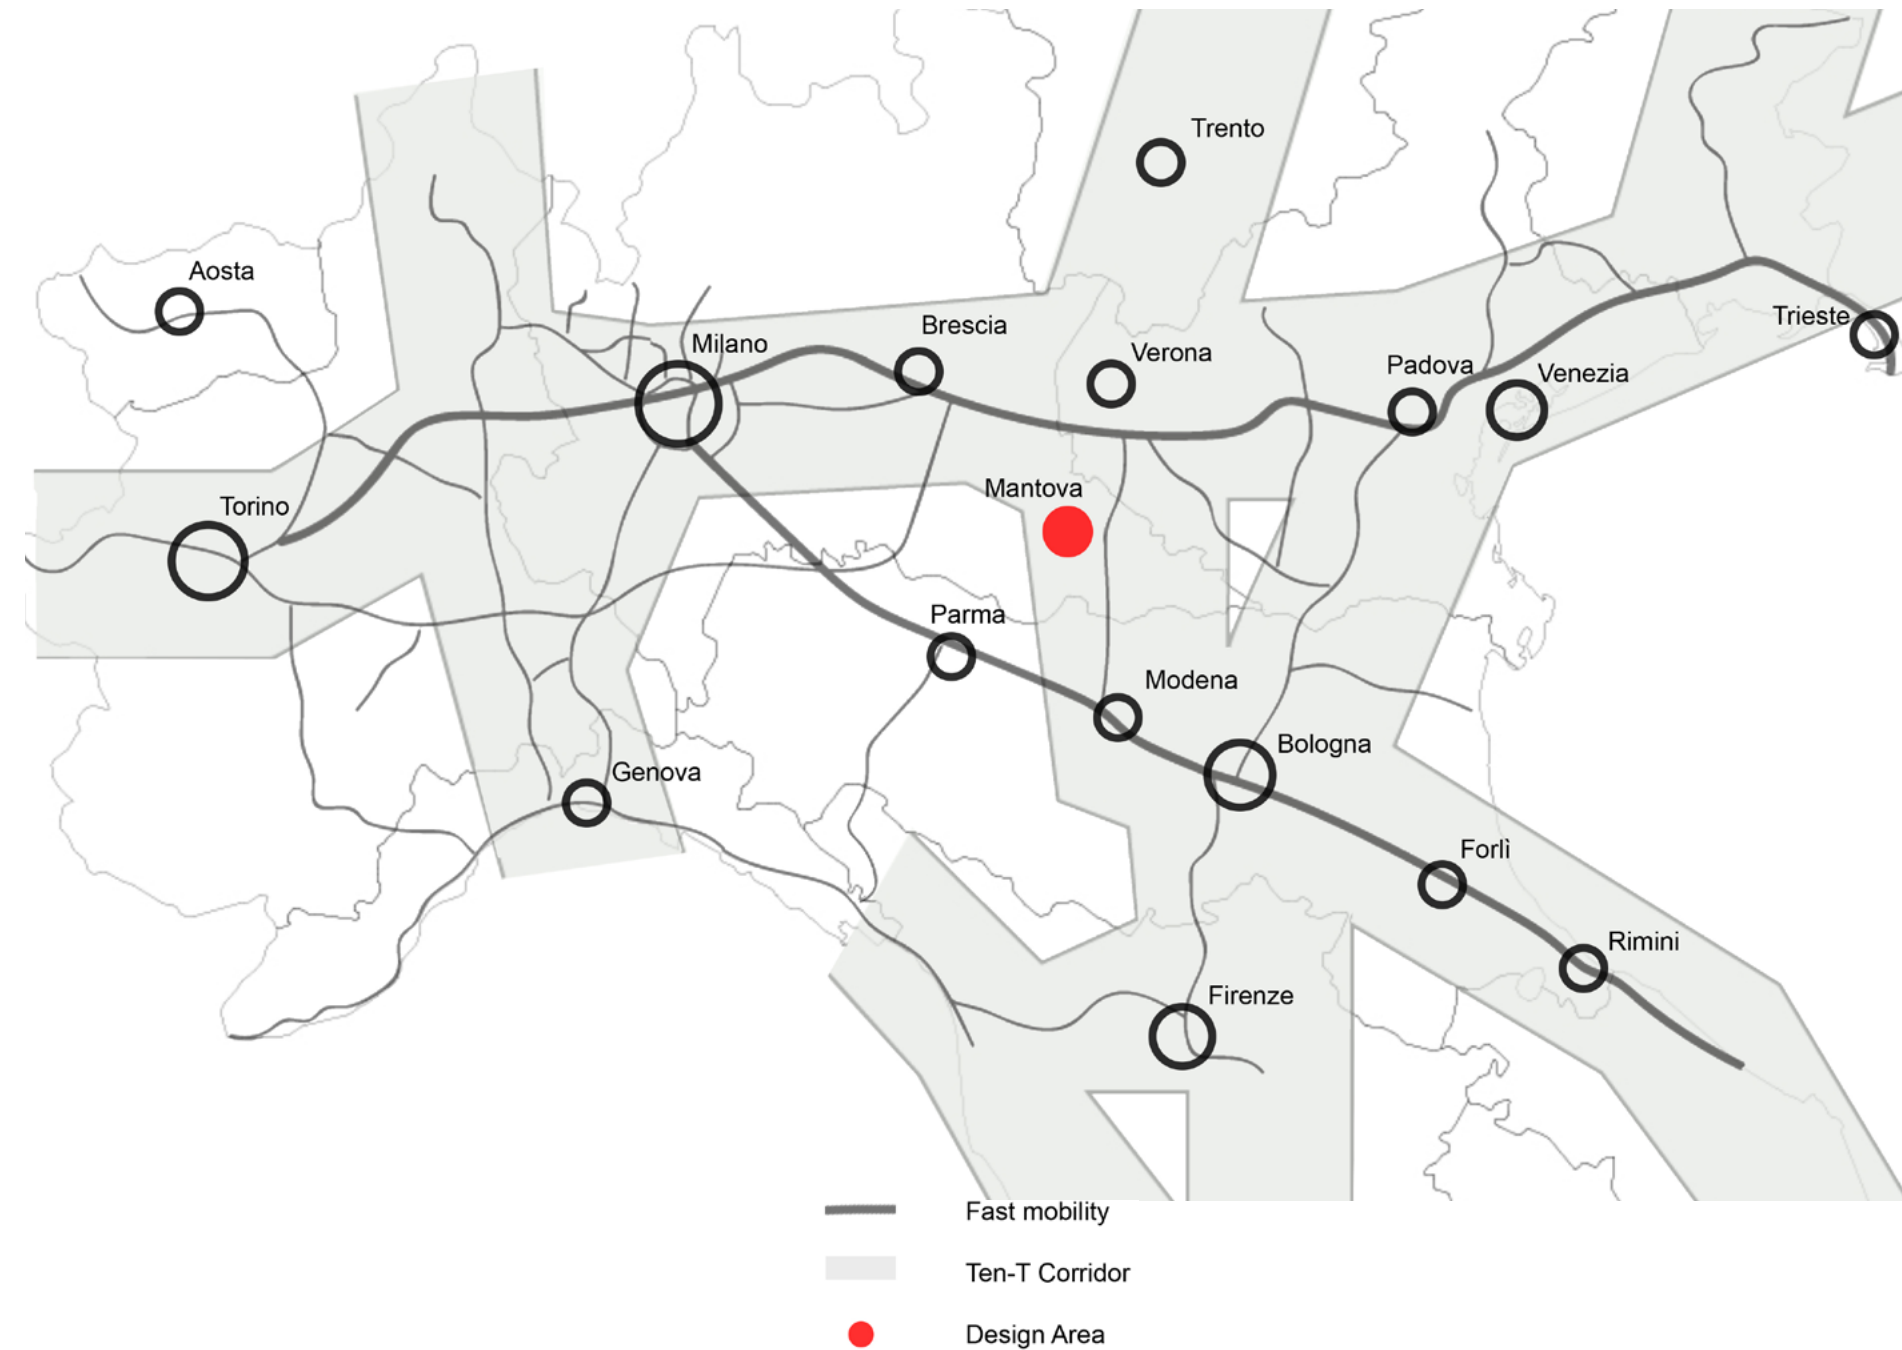 Trento
Aosta
Trieste
Brescia
Milano
Verona
Padova
Venezia
Mantova
Torino
Parma
Modena
Bologna
Genova
Forlì
Rimini
Firenze
Fast mobility
Ten-T Corridor
Design Area